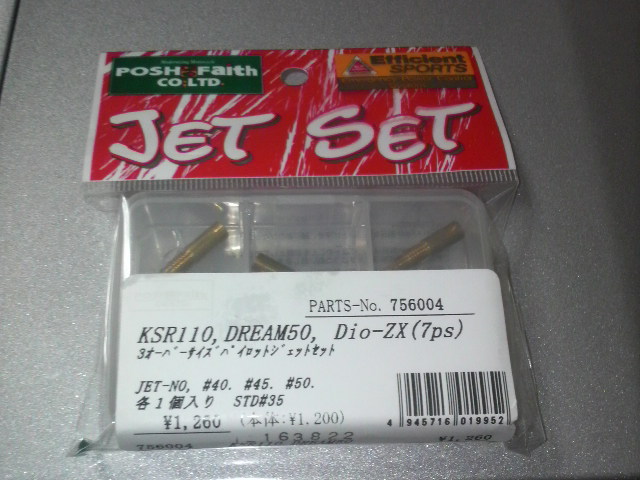 POSH Faith
CO.LTD.
Efficient
SPORTS
JET SET
PARTS-No. 756004
KSR110, DREAM50, Dio-ZX(7ps)
3オーバーサイズパイロットジェットセット
JET-NO, #40. #45. #50.
各1個入り STD#35
¥1,260 (本体:¥1.200)
4 945716 019952
163822
756004
¥1,260